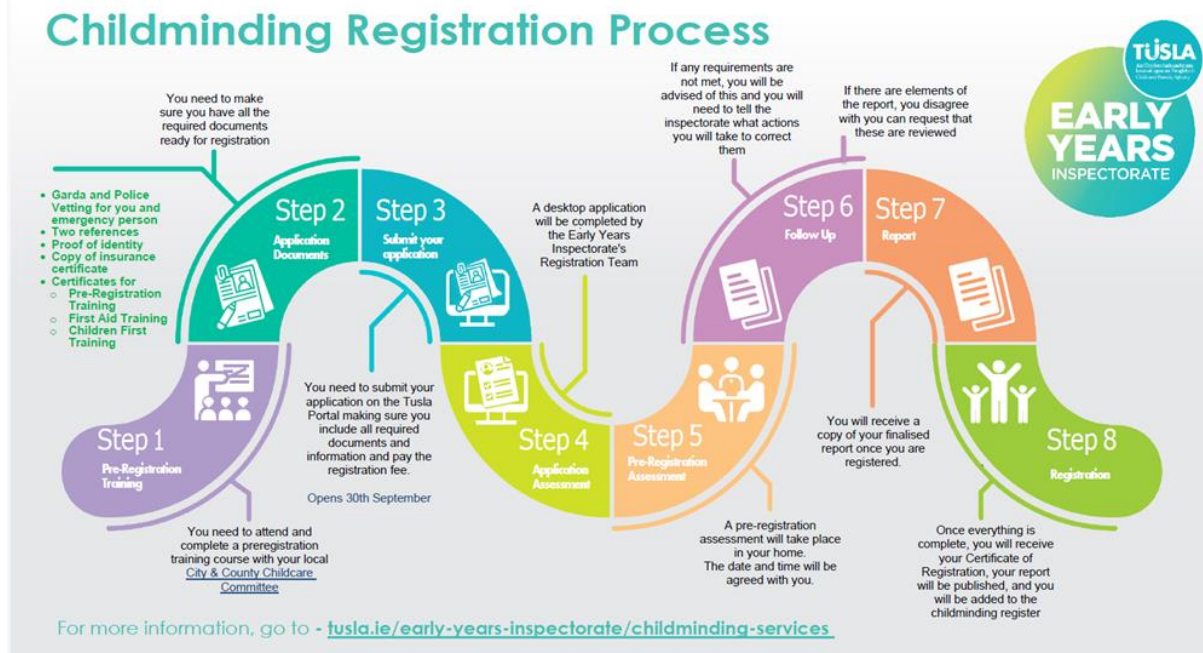 Childminding Registration Process
TUSLA
EARLY
YEARS
INSPECTORATE
You need to make
sure you have all the
required documents
ready for registration
• Garda and Police
Vetting for you and
emergency person
• Two references
• Proof of identity
• Copy of insurance
certificate
• Certificates for
o Pre-Registration
Training
o First Aid Training
o Children First
Training
Step 1
Pre-Registration
Training
You need to attend and
complete a preregistration
training course with your local
City & County Childcare
Committee
Step 2
Application
Documents
Step 3
Submit your
application
You need to submit your
application on the Tusla
Portal making sure you
include all required
documents and
information and pay the
registration fee.
Opens 30th September
A desktop application
will be completed by
the Early Years
Inspectorate's
Registration Team
Step 4
Application
Assessment
Step 5
Pre-Registration
Assessment
A pre-registration
assessment will take place
in your home.
The date and time will be
agreed with you.
If any requirements are
not met, you will be
advised of this and you will
need to tell the
inspectorate what actions
you will take to correct
them
Step 6
Follow Up
If there are elements of
the report, you disagree
with you can request that
these are reviewed
Step 7
Report
You will receive a
copy of your finalised
report once you are
registered.
Step 8
Registration
Once everything is
complete, you will receive
your Certificate of
Registration, your report
will be published, and you
will be added to the
childminding register
For more information, go to - tusla.ie/early-years-inspectorate/childminding-services